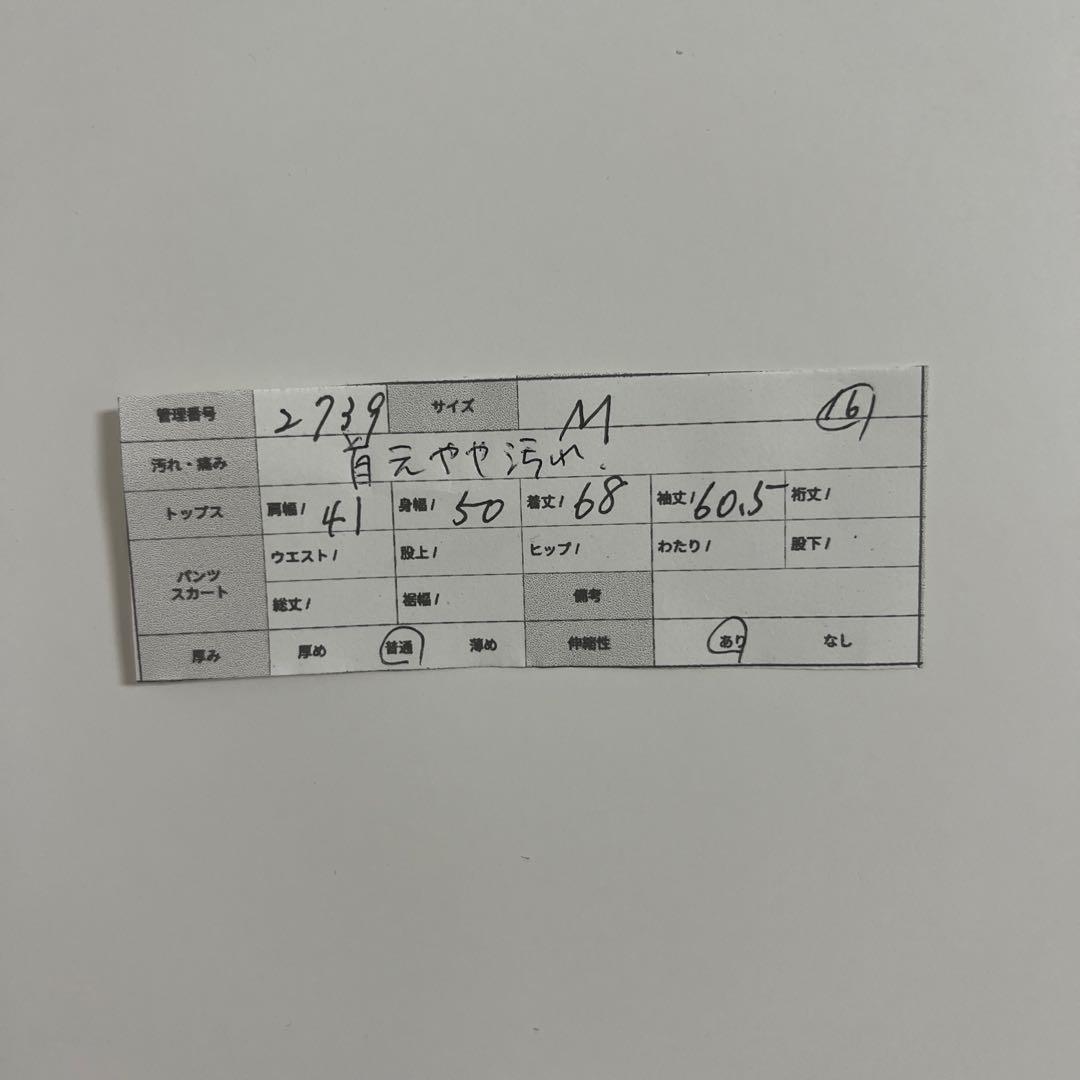 管理番号 2739 サイズ M 16
汚れ・痛み 首元やや汚れ.
トップス 肩幅/ 41 身幅/ 50 着丈/ 68 袖丈/ 60.5 裄丈/
パンツ スカート ウエスト/ 股上/ ヒップ/ わたり/ 股下/
総丈/ 裾幅/ 備考
厚み 厚め 普通 薄め 伸縮性 あり なし